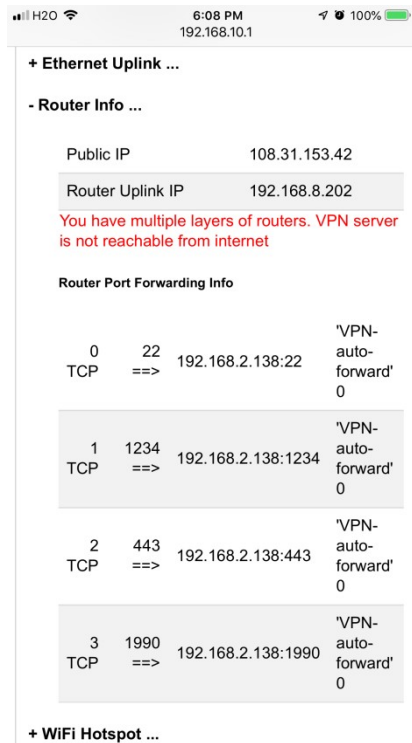 H2O 6:08 PM 100%
192.168.10.1
+ Ethernet Uplink ...
- Router Info ...
Public IP 108.31.153.42
Router Uplink IP 192.168.8.202
You have multiple layers of routers. VPN server
is not reachable from internet
Router Port Forwarding Info
0 TCP 22 ==> 192.168.2.138:22 'VPN-auto-forward' 0
1 TCP 1234 ==> 192.168.2.138:1234 'VPN-auto-forward' 0
2 TCP 443 ==> 192.168.2.138:443 'VPN-auto-forward' 0
3 TCP 1990 ==> 192.168.2.138:1990 'VPN-auto-forward' 0
+ WiFi Hotspot ...